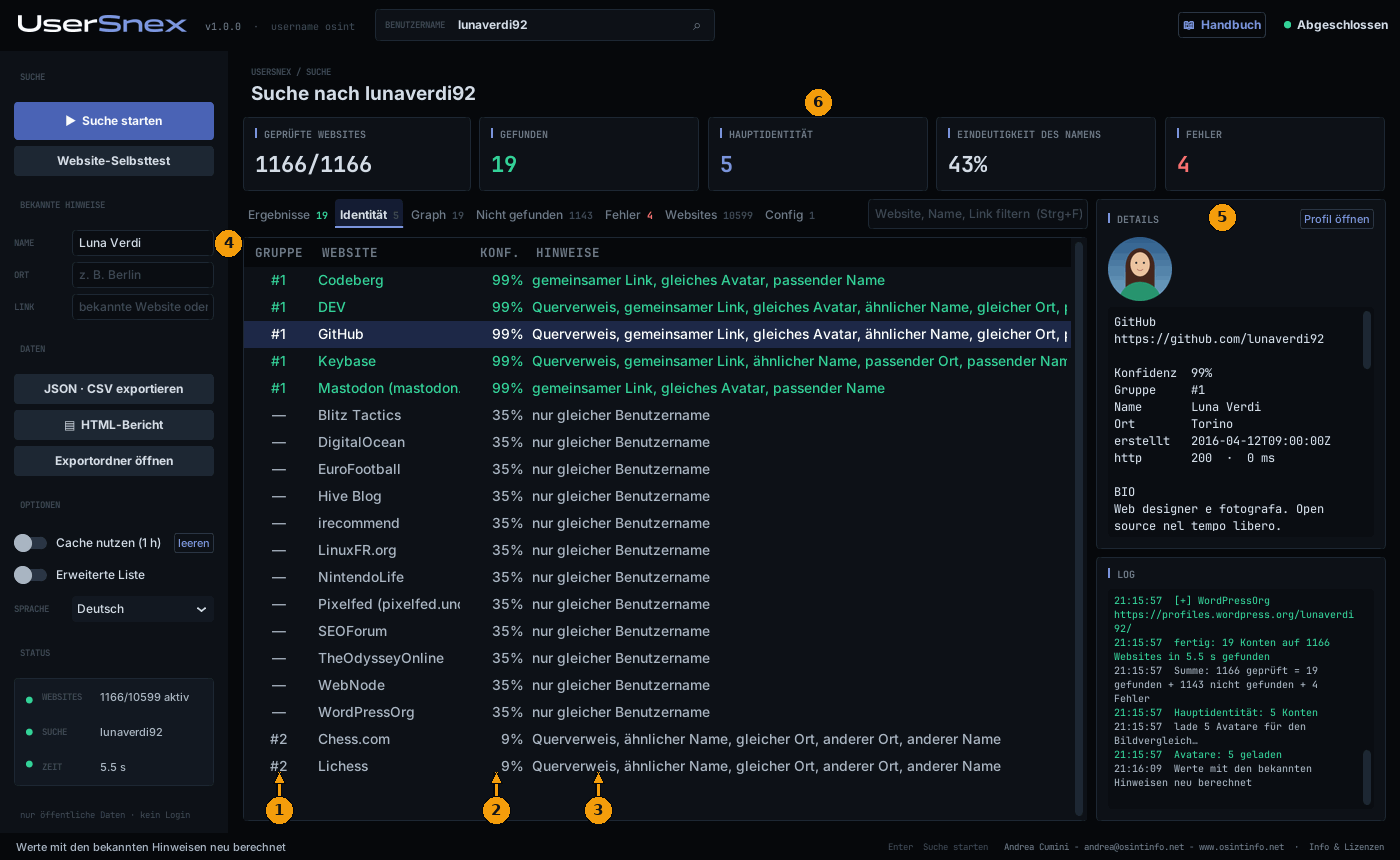 UserSnex v1.0.0 · username osint BENUTZERNAME lunaverdi92 Handbuch Abgeschlossen
SUCHE
Suche starten
Website-Selbsttest
BEKANNTE HINWEISE
NAME Luna Verdi
ORT z. B. Berlin
LINK bekannte Website oder
DATEN
JSON · CSV exportieren
HTML-Bericht
Exportordner öffnen
OPTIONEN
Cache nutzen (1 h) leeren
Erweiterte Liste
SPRACHE Deutsch
STATUS
WEBSITES 1166/10599 aktiv
SUCHE lunaverdi92
ZEIT 5.5 s
nur öffentliche Daten · kein Login
USERSNEX / SUCHE
Suche nach lunaverdi92
6
GEPRÜFTE WEBSITES
1166/1166
GEFUNDEN
19
HAUPTIDENTITÄT
5
EINDEUTIGKEIT DES NAMENS
43%
FEHLER
4
Ergebnisse 19 Identität 5 Graph 19 Nicht gefunden 1143 Fehler 4 Websites 10599 Config 1
Website, Name, Link filtern (Strg+F)
4
GRUPPE WEBSITE KONF. HINWEISE
#1 Codeberg 99% gemeinsamer Link, gleiches Avatar, passender Name
#1 DEV 99% Querverweis, gemeinsamer Link, gleiches Avatar, ähnlicher Name, gleicher Ort,
#1 GitHub 99% Querverweis, gemeinsamer Link, gleiches Avatar, ähnlicher Name, gleicher Ort,
#1 Keybase 99% Querverweis, gemeinsamer Link, ähnlicher Name, passender Ort, passender Nam
#1 Mastodon (mastodon. 99% gemeinsamer Link, gleiches Avatar, passender Name
— Blitz Tactics 35% nur gleicher Benutzername
— DigitalOcean 35% nur gleicher Benutzername
— EuroFootball 35% nur gleicher Benutzername
— Hive Blog 35% nur gleicher Benutzername
— irecommend 35% nur gleicher Benutzername
— LinuxFR.org 35% nur gleicher Benutzername
— NintendoLife 35% nur gleicher Benutzername
— Pixelfed (pixelfed.unc 35% nur gleicher Benutzername
— SEOForum 35% nur gleicher Benutzername
— TheOdysseyOnline 35% nur gleicher Benutzername
— WebNode 35% nur gleicher Benutzername
— WordPressOrg 35% nur gleicher Benutzername
#2 Chess.com 9% Querverweis, ähnlicher Name, gleicher Ort, anderer Ort, anderer Name
#2 Lichess 9% Querverweis, ähnlicher Name, gleicher Ort, anderer Ort, anderer Name
1 2 3
DETAILS 5 Profil öffnen
GitHub
https://github.com/lunaverdi92
Konfidenz 99%
Gruppe #1
Name Luna Verdi
Ort Torino
erstellt 2016-04-12T09:00:00Z
http 200 · 0 ms
BIO
Web designer e fotografa. Open
source nel tempo libero.
LOG
21:15:57 [+] WordPressOrg
https://profiles.wordpress.org/lunaverdi
92/
21:15:57 fertig: 19 Konten auf 1166
Websites in 5.5 s gefunden
21:15:57 Summe: 1166 geprüft = 19
gefunden + 1143 nicht gefunden + 4
Fehler
21:15:57 Hauptidentität: 5 Konten
21:15:57 lade 5 Avatare für den
Bildvergleich…
21:15:57 Avatare: 5 geladen
21:16:09 Werte mit den bekannten
Hinweisen neu berechnet
Werte mit den bekannten Hinweisen neu berechnet
Enter Suche starten Andrea Cumini - andrea@osintinfo.net - www.osintinfo.net · Info & Lizenzen